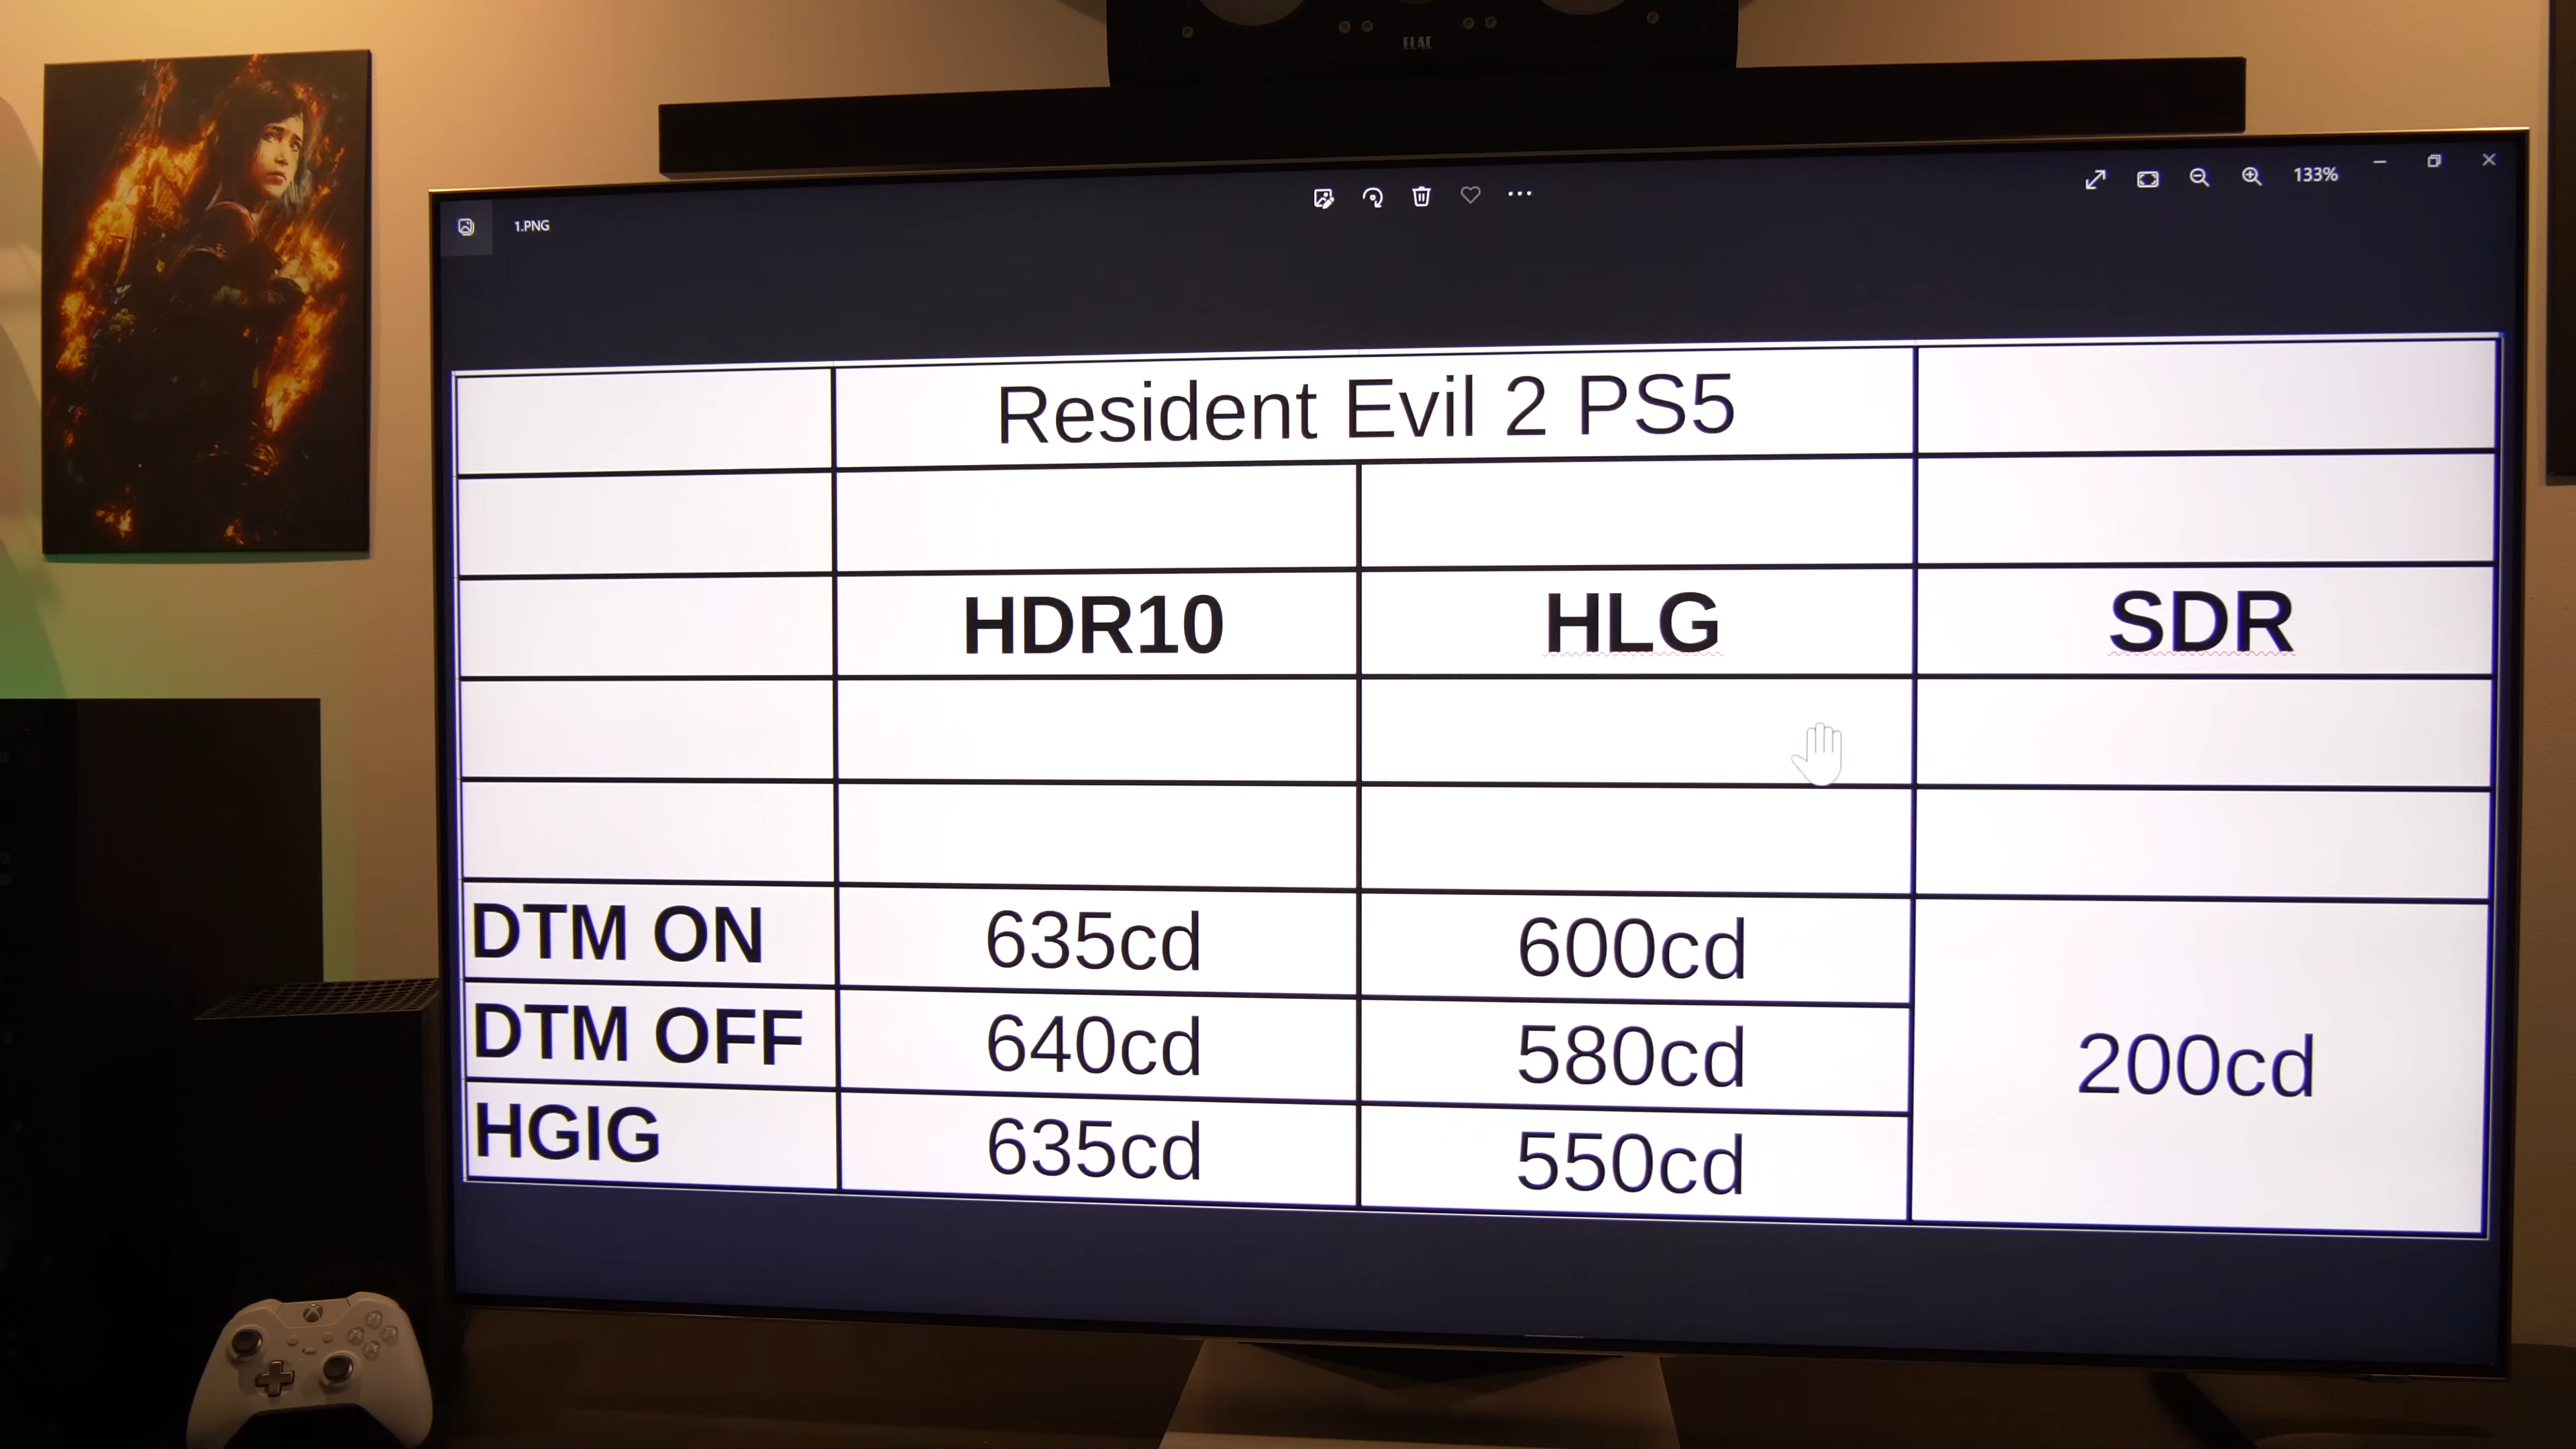 ELAC
1.PNG
133%
Resident Evil 2 PS5
HDR10 HLG SDR
DTM ON 635cd 600cd
DTM OFF 640cd 580cd 200cd
HGIG 635cd 550cd